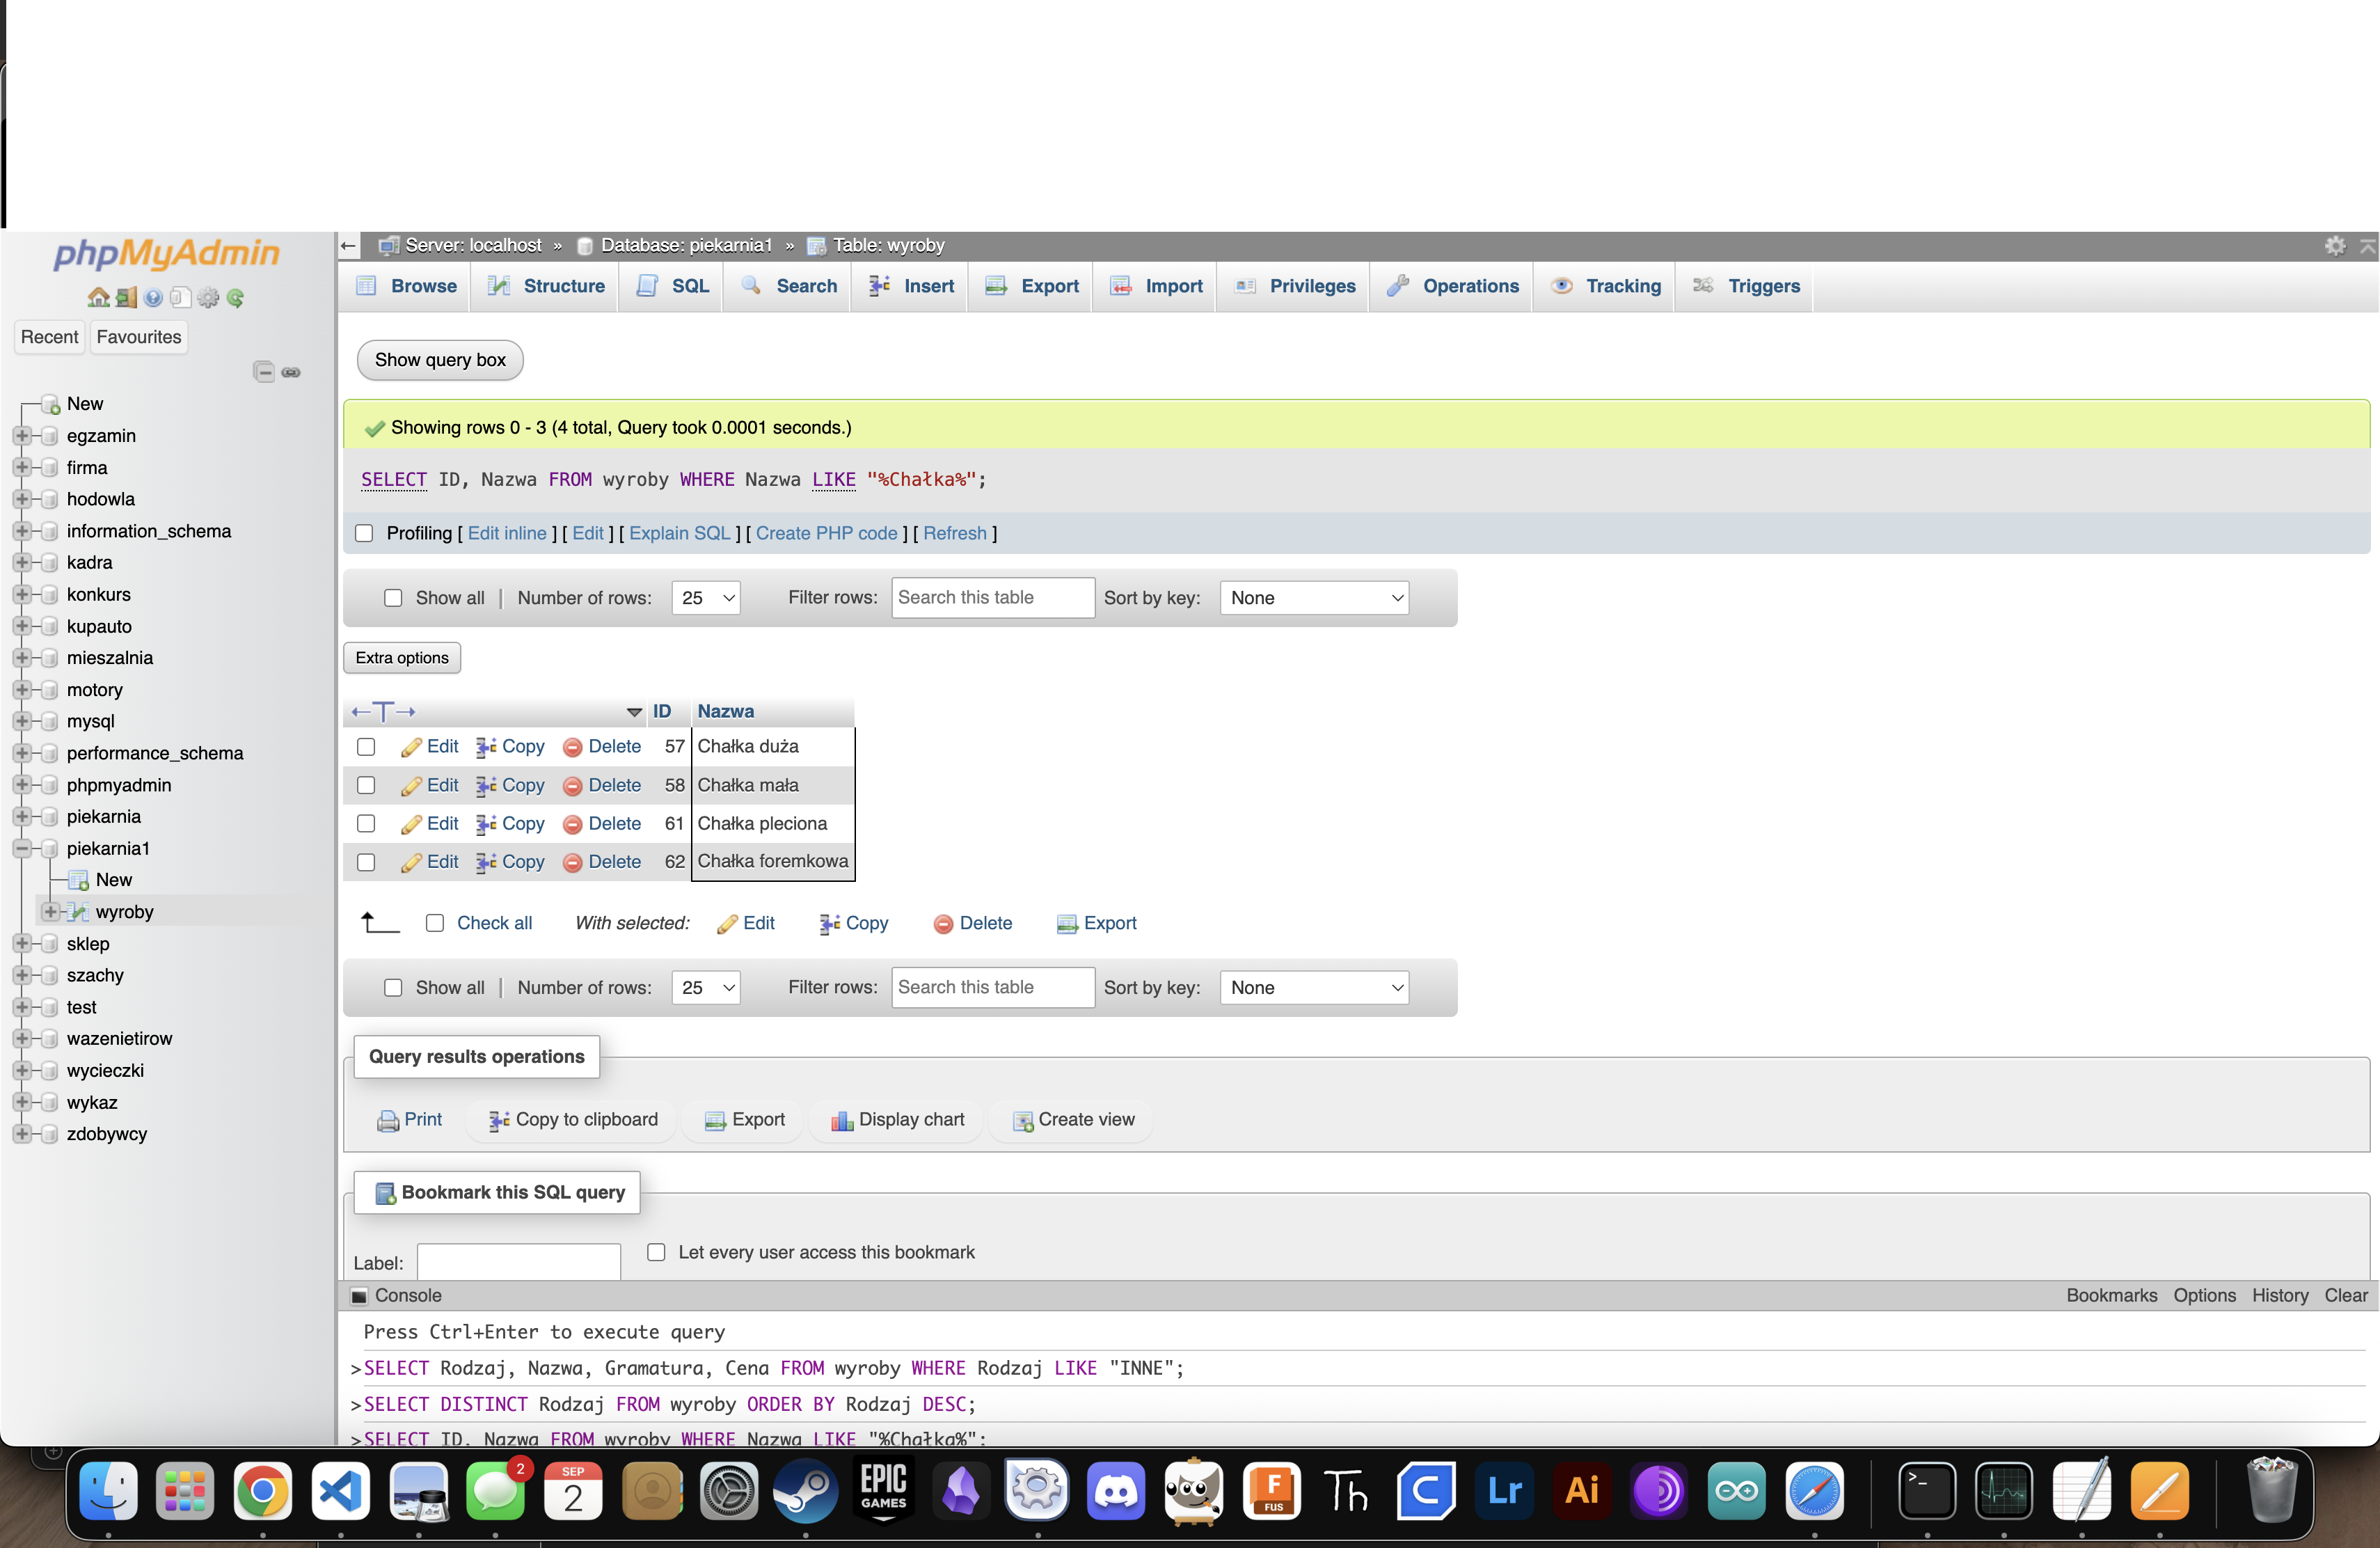 phpMyAdmin
Recent Favourites
New
egzamin
firma
hodowla
information_schema
kadra
konkurs
kupauto
mieszalnia
motory
mysql
performance_schema
phpmyadmin
piekarnia
piekarnia1
New
wyroby
sklep
szachy
test
wazenietirow
wycieczki
wykaz
zdobywcy
Server: localhost » Database: piekarnia1 » Table: wyroby
Browse Structure SQL Search Insert Export Import Privileges Operations Tracking Triggers
Show query box
Showing rows 0 - 3 (4 total, Query took 0.0001 seconds.)
SELECT ID, Nazwa FROM wyroby WHERE Nazwa LIKE "%Chałka%";
Profiling [ Edit inline ] [ Edit ] [ Explain SQL ] [ Create PHP code ] [ Refresh ]
Show all | Number of rows: 25 Filter rows: Search this table Sort by key: None
Extra options
←T→ ID Nazwa
Edit Copy Delete 57 Chałka duża
Edit Copy Delete 58 Chałka mała
Edit Copy Delete 61 Chałka pleciona
Edit Copy Delete 62 Chałka foremkowa
Check all With selected: Edit Copy Delete Export
Show all | Number of rows: 25 Filter rows: Search this table Sort by key: None
Query results operations
Print Copy to clipboard Export Display chart Create view
Bookmark this SQL query
Label: Let every user access this bookmark
Console Bookmarks Options History Clear
Press Ctrl+Enter to execute query
>SELECT Rodzaj, Nazwa, Gramatura, Cena FROM wyroby WHERE Rodzaj LIKE "INNE";
>SELECT DISTINCT Rodzaj FROM wyroby ORDER BY Rodzaj DESC;
>SELECT ID, Nazwa FROM wyroby WHERE Nazwa LIKE "%Chałka%";
2 SEP 2 EPIC GAMES F FUS Th C Lr Ai >_